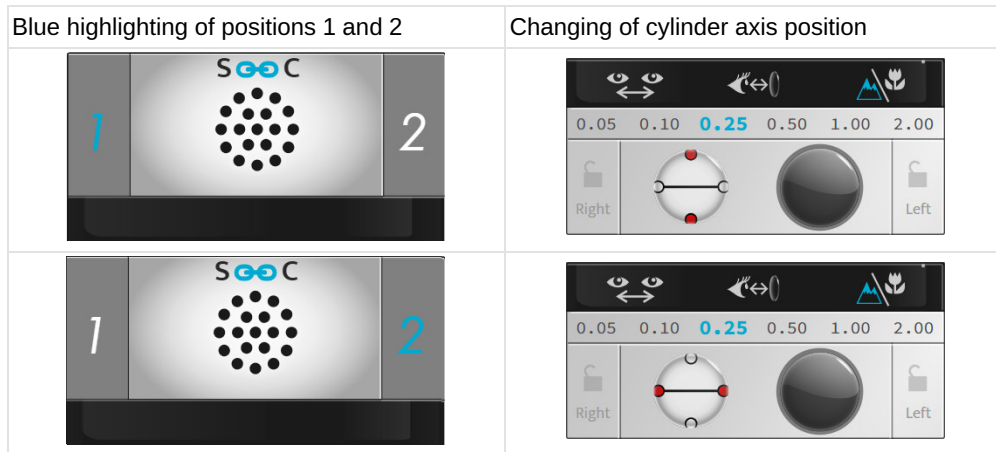 Blue highlighting of positions 1 and 2
Changing of cylinder axis position
S C
1
2
0.05 0.10 0.25 0.50 1.00 2.00
Right
Left
S C
1
2
0.05 0.10 0.25 0.50 1.00 2.00
Right
Left